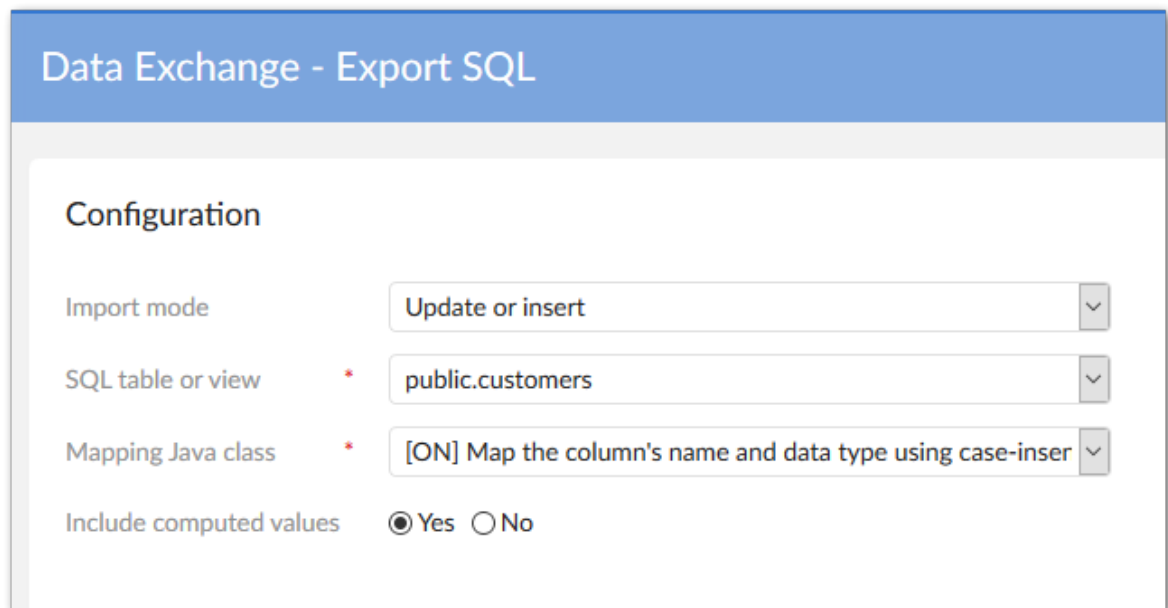 Data Exchange - Export SQL
Configuration
Import mode Update or insert
SQL table or view * public.customers
Mapping Java class * [ON] Map the column's name and data type using case-inser
Include computed values Yes No